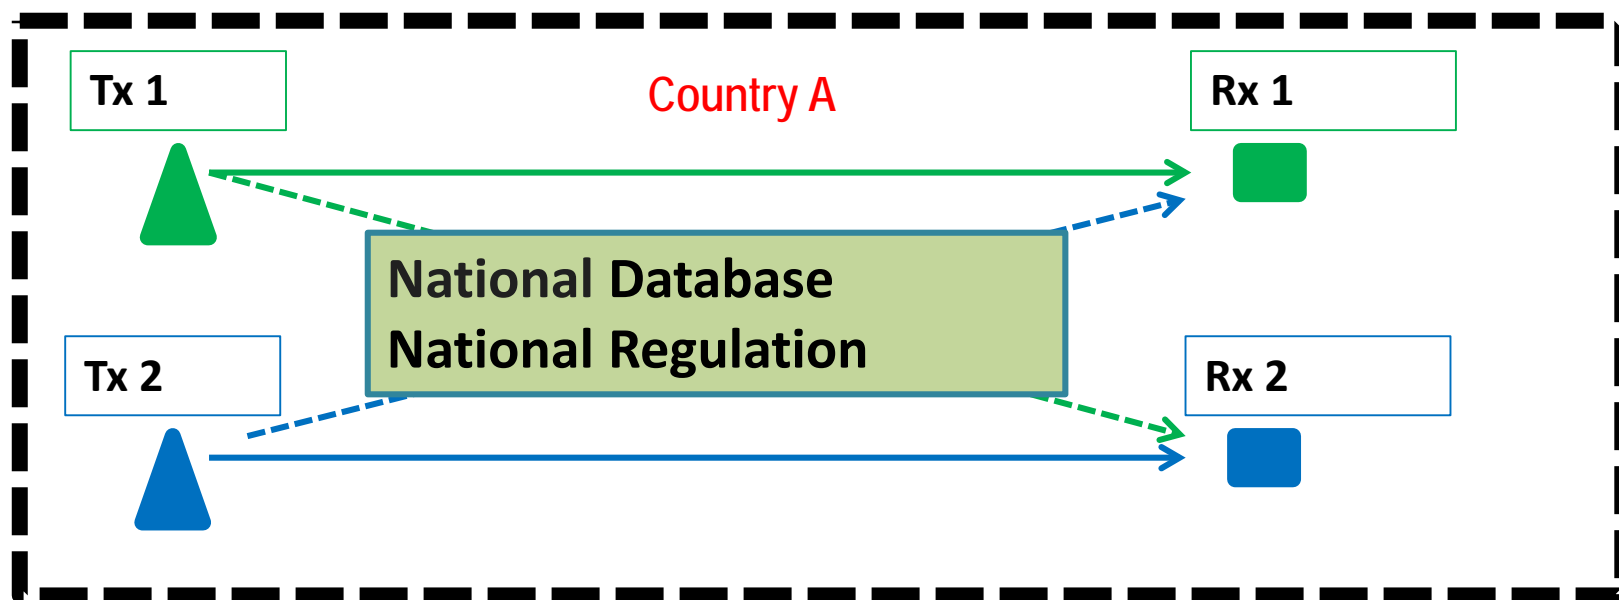 Tx 1
Country A
Rx 1
National Database
National Regulation
Tx 2
Rx 2